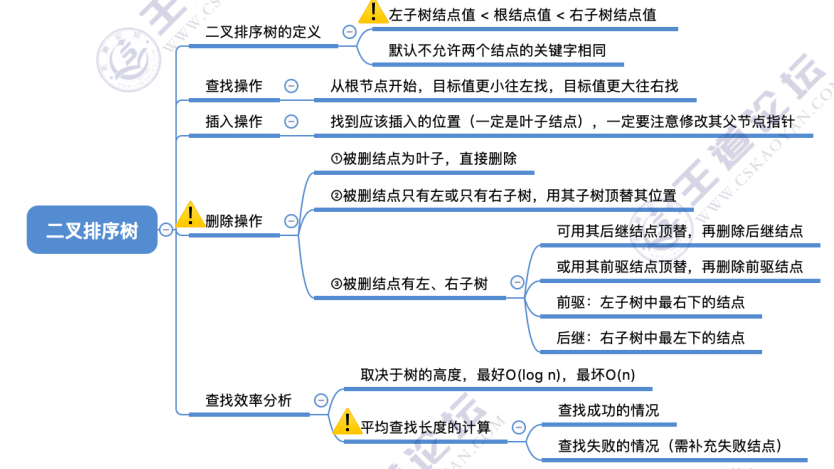 左子树结点值 < 根结点值 < 右子树结点值
二叉排序树的定义
默认不允许两个结点的关键字相同
查找操作
从根节点开始，目标值更小往左找，目标值更大往右找
插入操作
找到应该插入的位置（一定是叶子结点），一定要注意修改其父节点指针
①被删结点为叶子，直接删除
②被删结点只有左或只有右子树，用其子树顶替其位置
二叉排序树
删除操作
可用其后继结点顶替，再删除后继结点
或用其前驱结点顶替，再删除前驱结点
③被删结点有左、右子树
前驱：左子树中最右下的结点
后继：右子树中最左下的结点
取决于树的高度，最好O(log n)，最坏O(n)
查找效率分析
查找成功的情况
平均查找长度的计算
查找失败的情况（需补充失败结点）
王道论坛
WWW.CSKAOYAN.COM